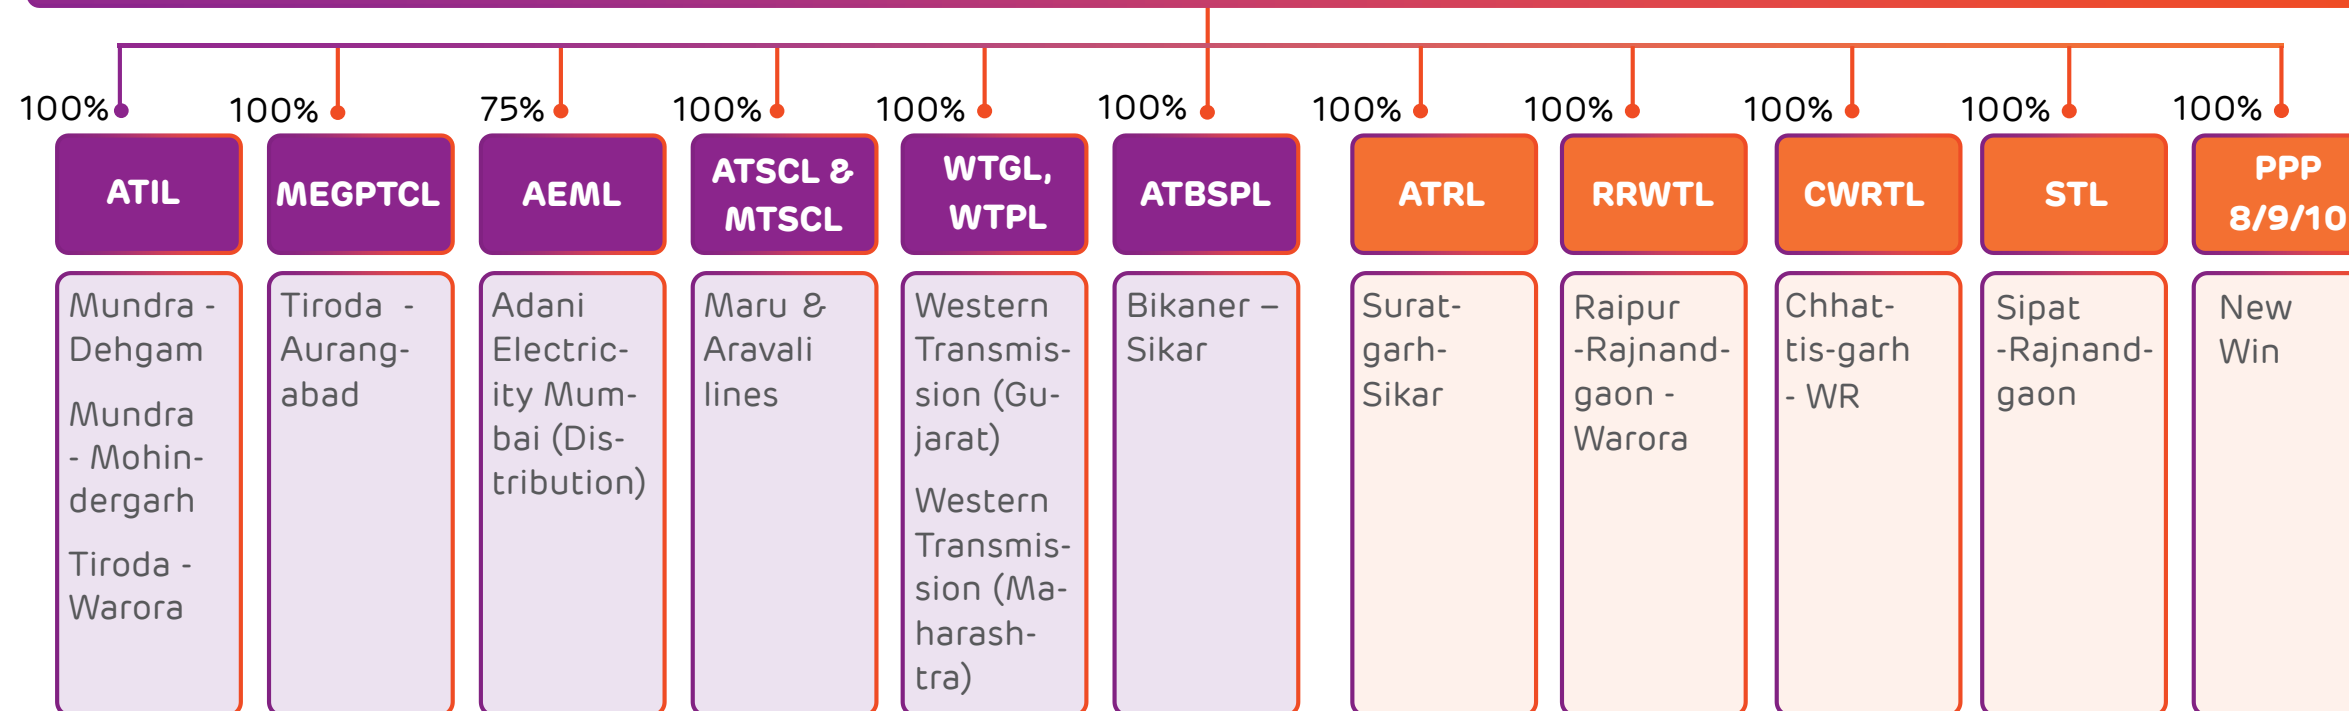 100%
100%
75%
100%
100%
100%
100%
100%
100%
100%
100%
ATIL
MEGPTCL
AEML
ATSCL &
MTSCL
WTGL,
WTPL
ATBSPL
ATRL
RRWTL
CWRTL
STL
PPP
8/9/10
Mundra -
Dehgam
Mundra
- Mohin-
dergarh
Tiroda -
Warora
Tiroda -
Aurang-
abad
Adani
Electric-
ity Mum-
bai (Dis-
tribution)
Maru &
Aravali
lines
Western
Transmis-
sion (Gu-
jarat)
Western
Transmis-
sion (Ma-
harash-
tra)
Bikaner –
Sikar
Surat-
garh-
Sikar
Raipur
-Rajnand-
gaon -
Warora
Chhat-
tis-garh
- WR
Sipat
-Rajnand-
gaon
New
Win